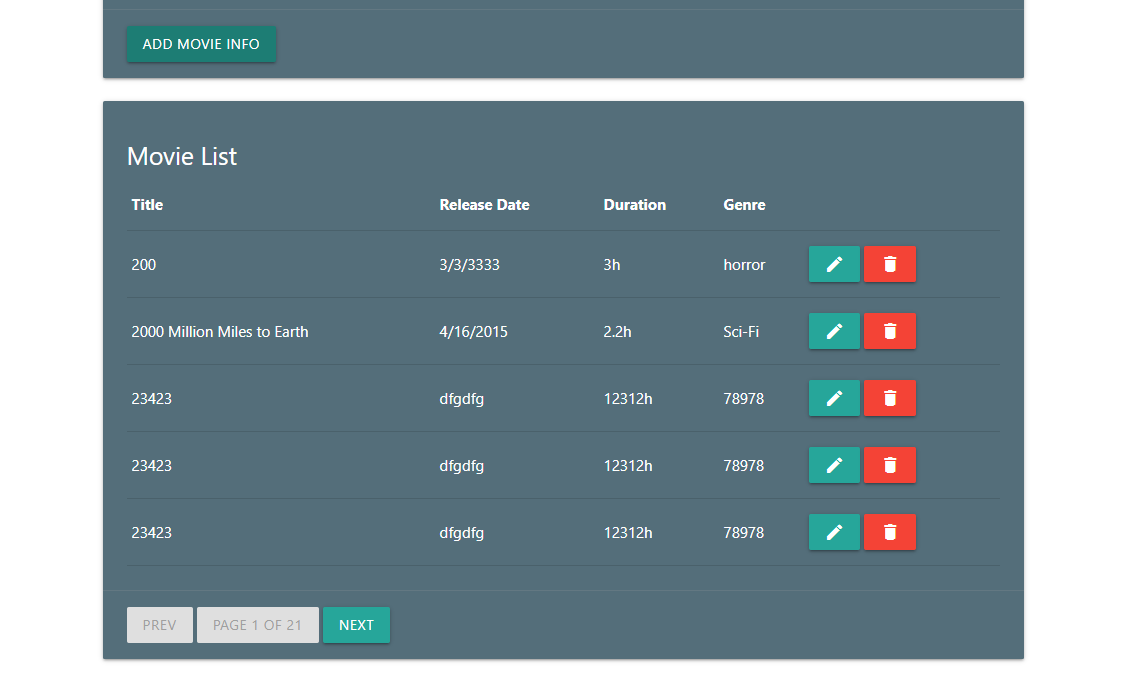 ADD MOVIE INFO
Movie List
Title Release Date Duration Genre
200 3/3/3333 3h horror
2000 Million Miles to Earth 4/16/2015 2.2h Sci-Fi
23423 dfgdfg 12312h 78978
23423 dfgdfg 12312h 78978
23423 dfgdfg 12312h 78978
PREV PAGE 1 OF 21 NEXT